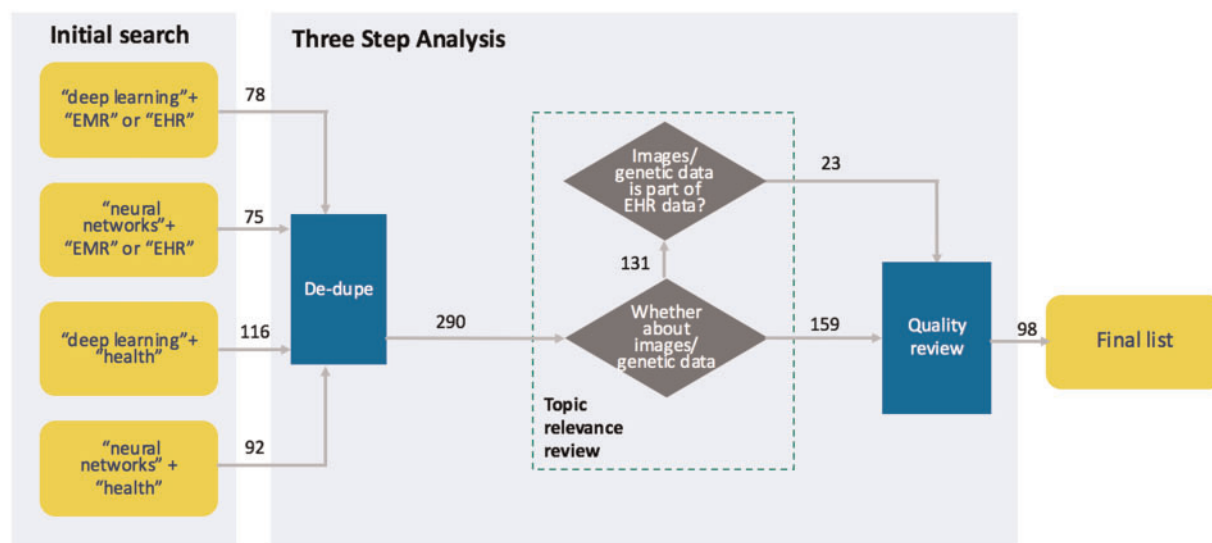 Initial search
Three Step Analysis
“deep learning”+
“EMR” or “EHR”
78
“neural
networks”+
“EMR” or “EHR”
75
“deep learning”+
“health”
116
“neural
networks” +
“health”
92
De-dupe
290
Images/
genetic data
is part of
EHR data?
23
131
Whether
about
images/
genetic data
159
Topic
relevance
review
Quality
review
98
Final list